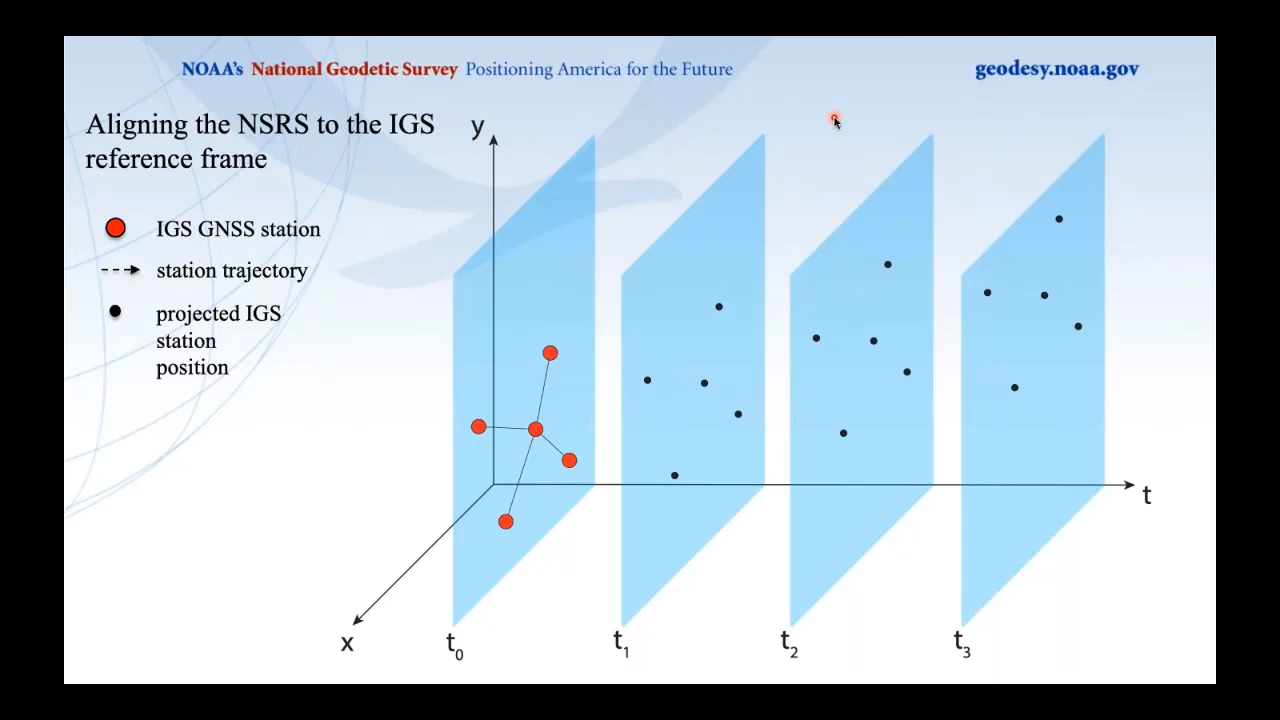 NOAA's National Geodetic Survey Positioning America for the Future
geodesy.noaa.gov
Aligning the NSRS to the IGS
reference frame
IGS GNSS station
station trajectory
projected IGS
station
position
y
t
x
t₀
t₁
t₂
t₃